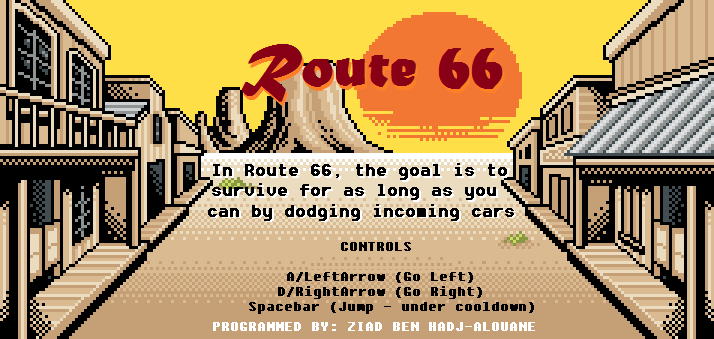 Route 66
In Route 66, the goal is to
survive for as long as you
can by dodging incoming cars
CONTROLS
A/LeftArrow (Go Left)
D/RightArrow (Go Right)
Spacebar (Jump - under cooldown)
PROGRAMMED BY: ZIAD BEN HADJ-ALOUANE